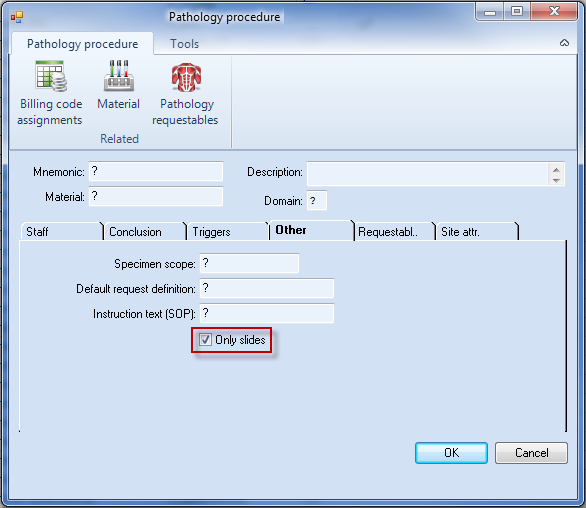 Pathology procedure
Pathology procedure Tools
Billing code assignments Material Pathology requestables
Related
Mnemonic: ? Description:
Material: ? Domain: ?
Staff Conclusion Triggers Other Requestabl.. Site attr.
Specimen scope: ?
Default request definition: ?
Instruction text (SOP): ?
Only slides
OK Cancel